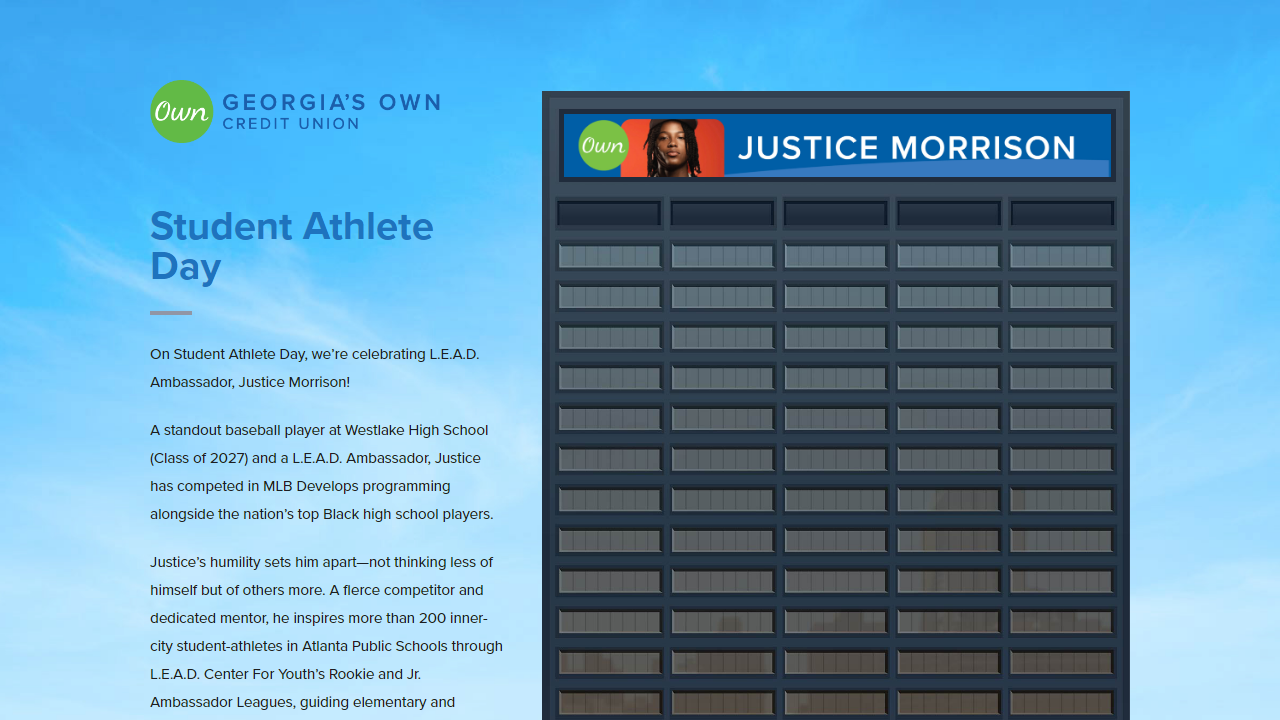 Own
GEORGIA'S OWN
CREDIT UNION
Student Athlete
Day
On Student Athlete Day, we're celebrating L.E.A.D.
Ambassador, Justice Morrison!
A standout baseball player at Westlake High School
(Class of 2027) and a L.E.A.D. Ambassador, Justice
has competed in MLB Develops programming
alongside the nation's top Black high school players.
Justice's humility sets him apart—not thinking less of
himself but of others more. A fierce competitor and
dedicated mentor, he inspires more than 200 inner-
city student-athletes in Atlanta Public Schools through
L.E.A.D. Center For Youth's Rookie and Jr.
Ambassador Leagues, guiding elementary and
Own
JUSTICE MORRISON